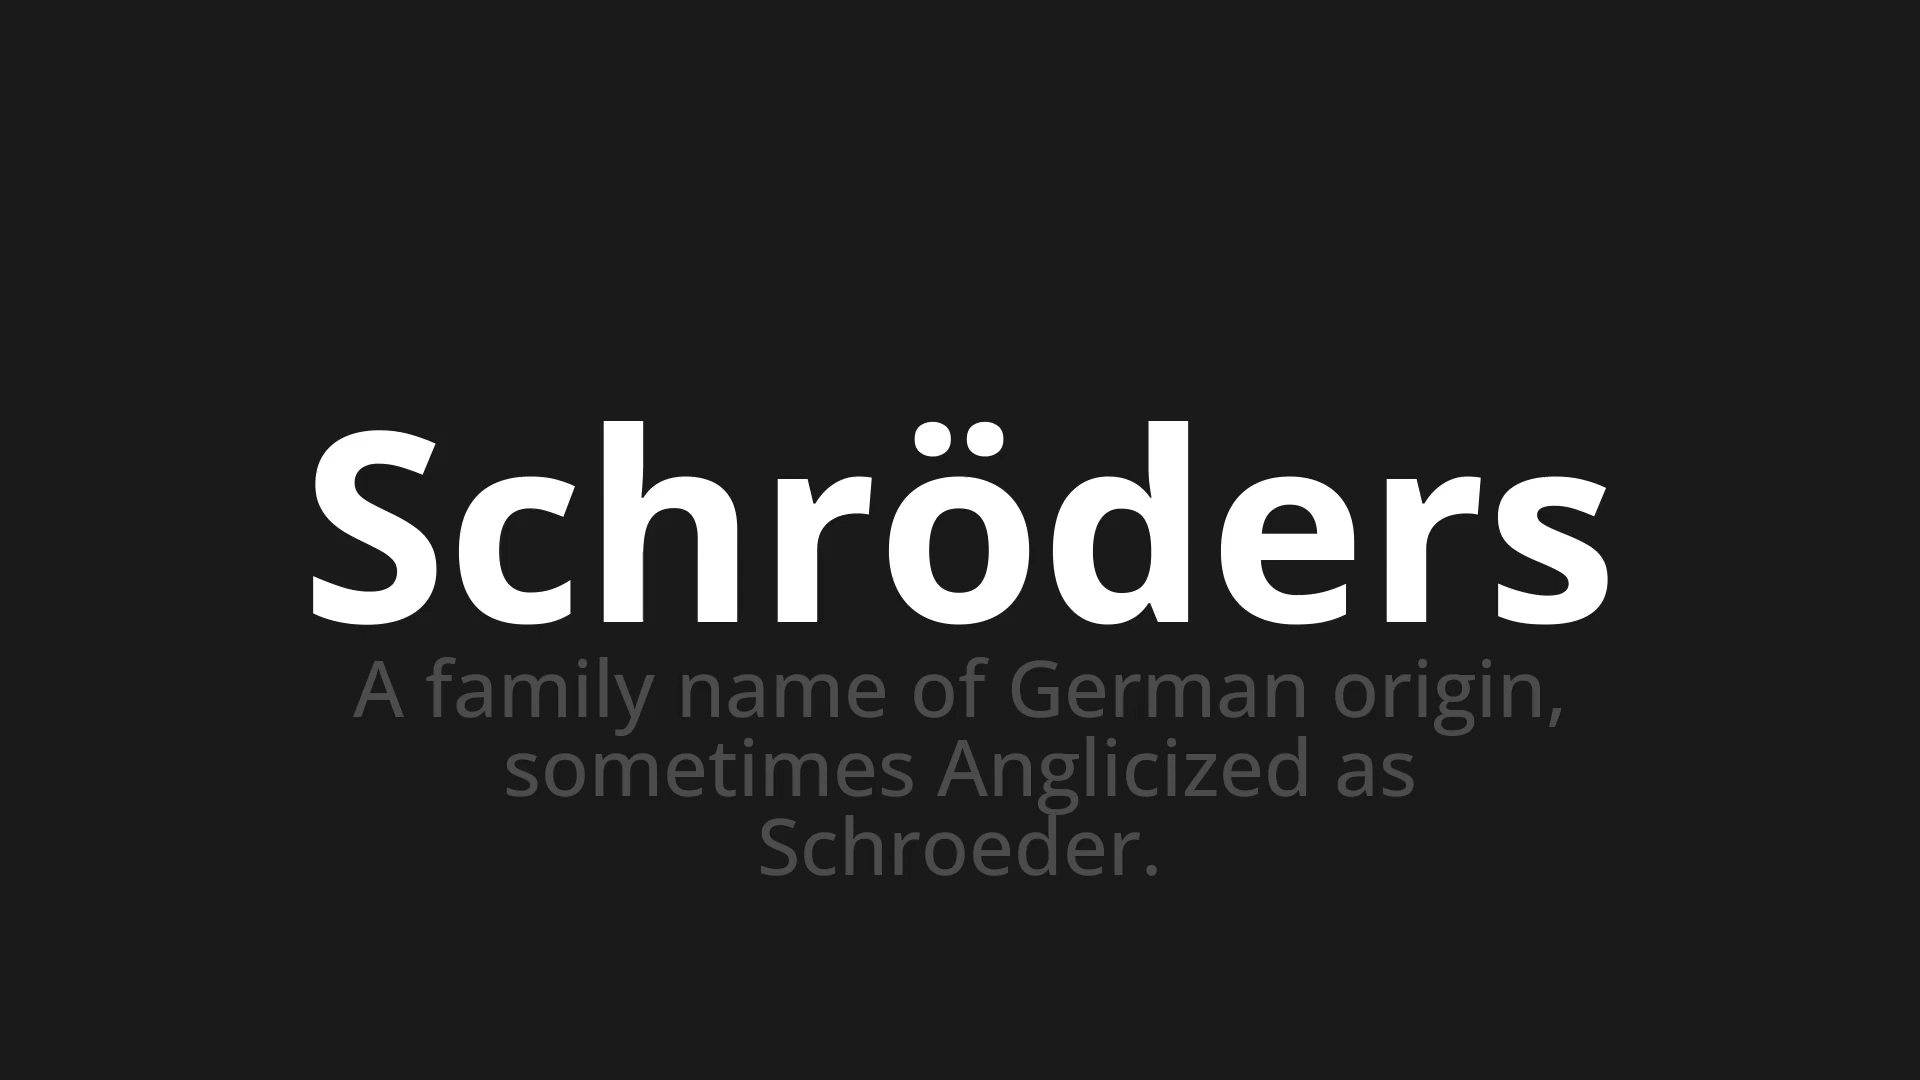 Schröders
A family name of German origin,
sometimes Anglicized as
Schroeder.